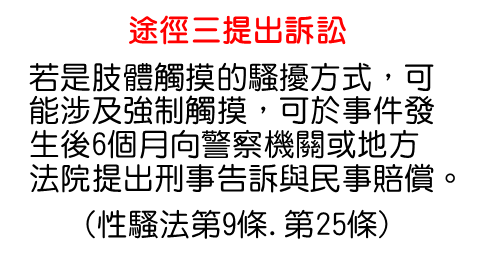 途徑三提出訴訟
若是肢體觸摸的騷擾方式，可
能涉及強制觸摸，可於事件發
生後6個月向警察機關或地方
法院提出刑事告訴與民事賠償。
(性騷法第9條.第25條)